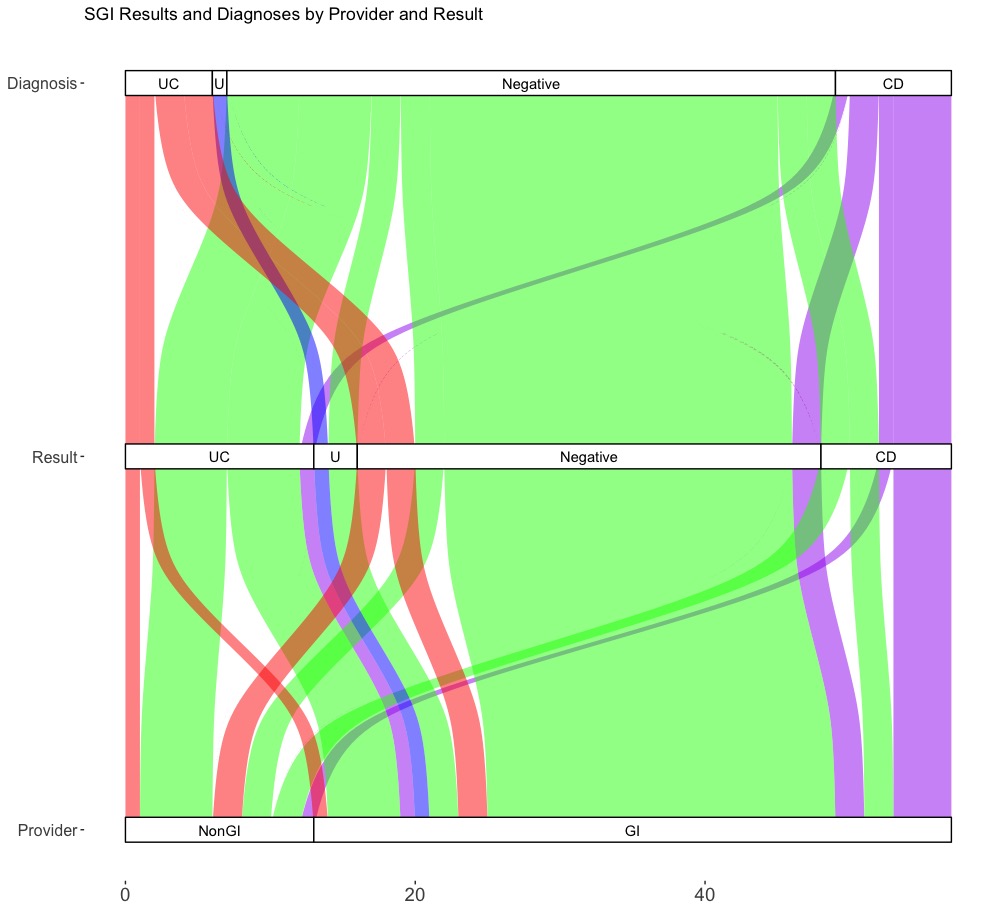 SGI Results and Diagnoses by Provider and Result
Diagnosis
UC
U
Negative
CD
Result
UC
U
Negative
CD
Provider
NonGI
GI
0
20
40